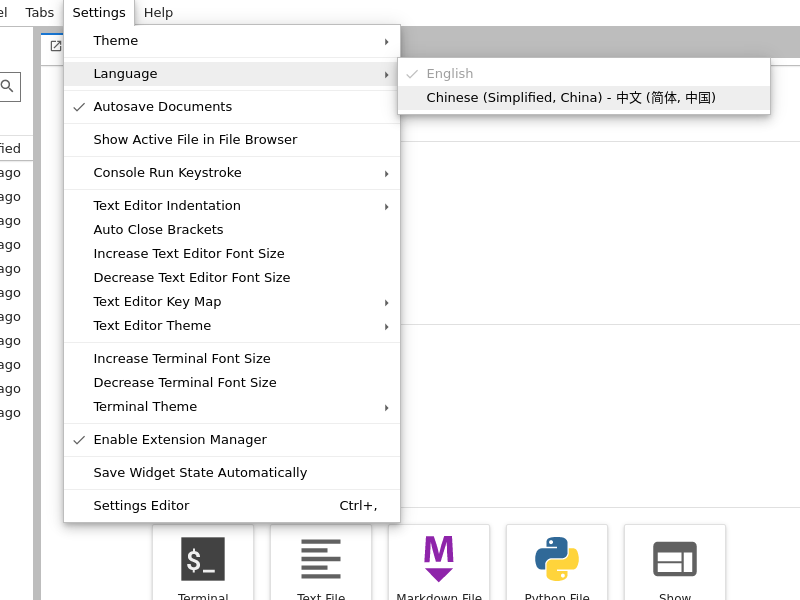 Tabs Settings Help
Theme
Language
English
Chinese (Simplified, China) - 中文 (简体, 中国)
Autosave Documents
Show Active File in File Browser
Console Run Keystroke
Text Editor Indentation
Auto Close Brackets
Increase Text Editor Font Size
Decrease Text Editor Font Size
Text Editor Key Map
Text Editor Theme
Increase Terminal Font Size
Decrease Terminal Font Size
Terminal Theme
Enable Extension Manager
Save Widget State Automatically
Settings Editor Ctrl+,
ago
ago
ago
ago
ago
ago
ago
ago
ago
ago
ago
$_
M
Terminal Text File Markdown File Python File Show